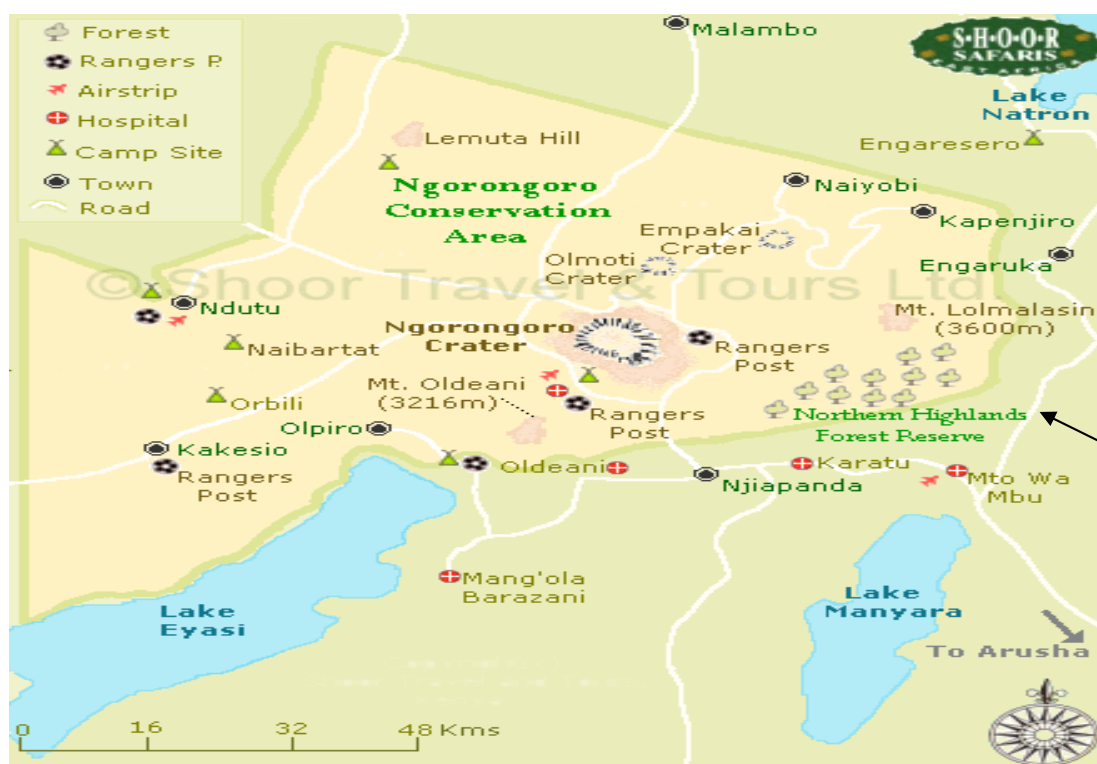 Forest
Rangers P.
Airstrip
Hospital
Camp Site
Town
Road
Malambo
S·H·O·O·R
SAFARIS
EAST AFRICA
Lake
Natron
Engaresero
Lemuta Hill
Ngorongoro
Conservation
Area
Naiyobi
Kapenjiro
Empakai
Crater
Olmoti
Crater
Engaruka
© Shoor Travel & Tours Ltd.
Ndutu
Naibartat
Orbili
Ngorongoro
Crater
Rangers
Post
Mt. Lolmalasin
(3600m)
Mt. Oldeani
(3216m)
Rangers
Post
Northern Highlands
Forest Reserve
Olpiro
Kakesio
Rangers
Post
Oldeani
Njiapanda
Karatu
Mto Wa
Mbu
Mang'ola
Barazani
Lake
Eyasi
Lake
Manyara
To Arusha
0 16 32 48 Kms